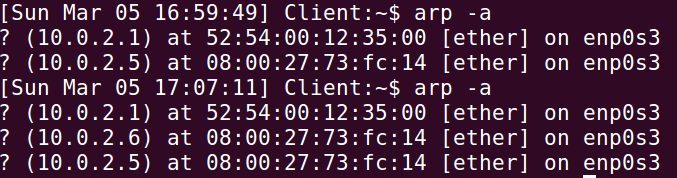 [Sun Mar 05 16:59:49] Client:~$ arp -a
? (10.0.2.1) at 52:54:00:12:35:00 [ether] on enp0s3
? (10.0.2.5) at 08:00:27:73:fc:14 [ether] on enp0s3
[Sun Mar 05 17:07:11] Client:~$ arp -a
? (10.0.2.1) at 52:54:00:12:35:00 [ether] on enp0s3
? (10.0.2.6) at 08:00:27:73:fc:14 [ether] on enp0s3
? (10.0.2.5) at 08:00:27:73:fc:14 [ether] on enp0s3